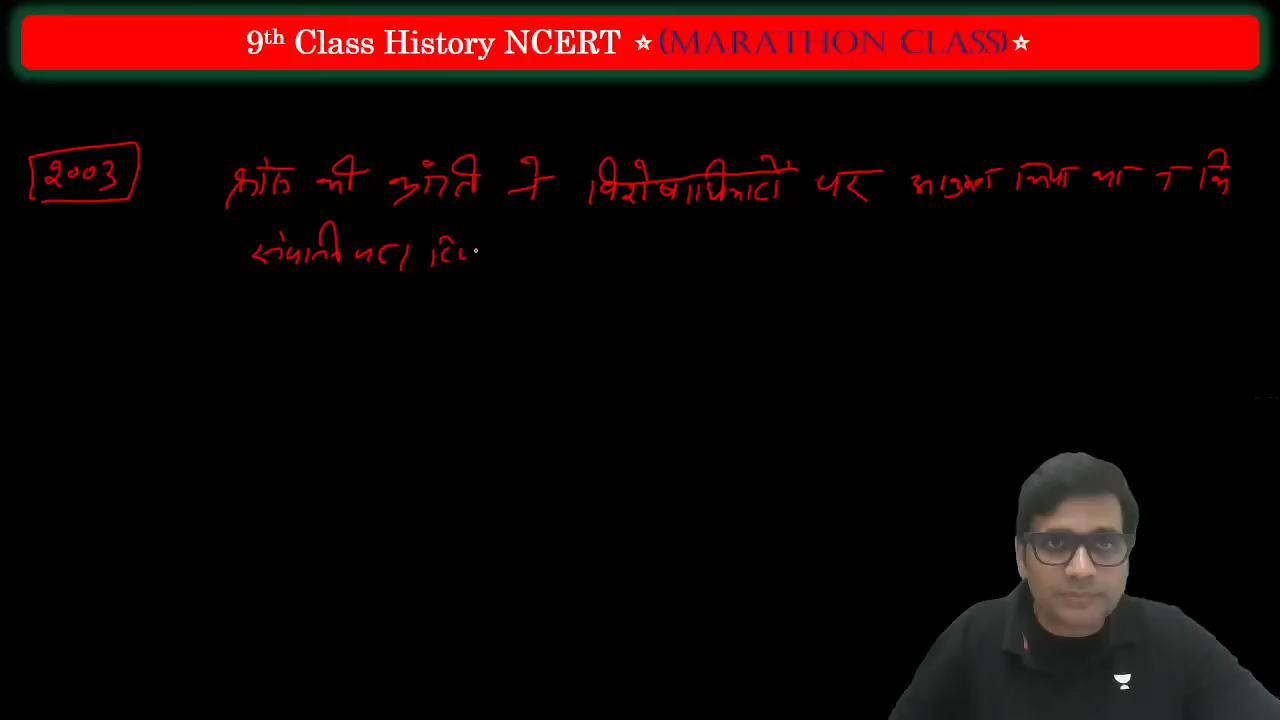 9th Class History NCERT ☆(MARATHON CLASS)☆
2003
फ्रांस की क्रांती ने विशेषाधिकारों पर आक्रमण किया था न कि
संपत्ती पर।